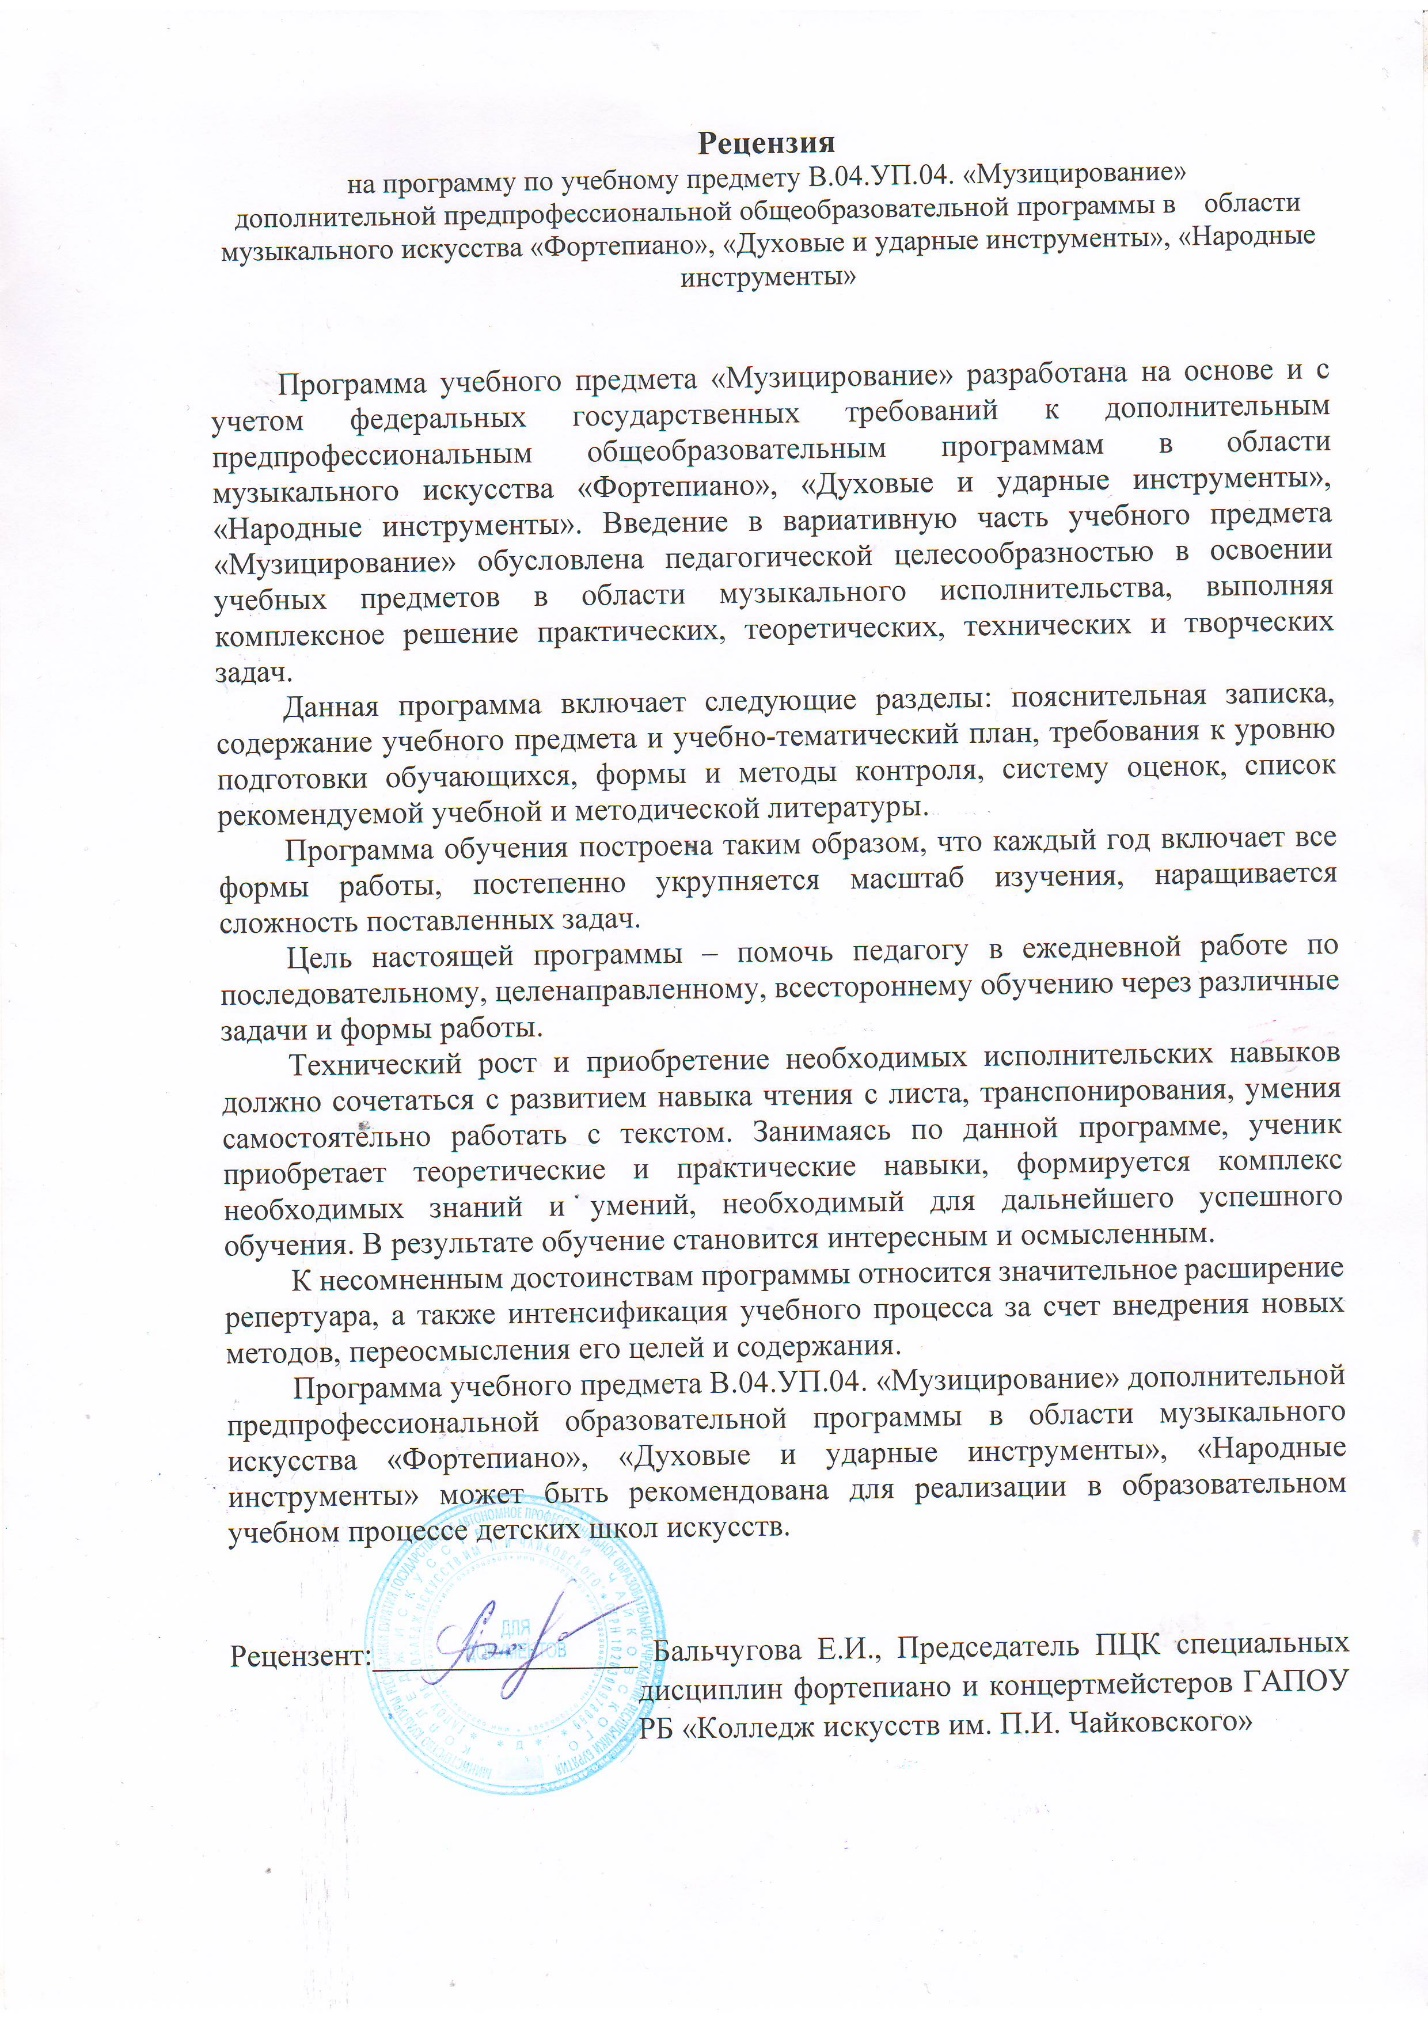 Рецензия
на программу по учебному предмету В.04.УП.04. «Музицирование»
дополнительной предпрофессиональной общеобразовательной программы в области
музыкального искусства «Фортепиано», «Духовые и ударные инструменты», «Народные
инструменты»
Программа учебного предмета «Музицирование» разработана на основе и с
учетом федеральных государственных требований к дополнительным
предпрофессиональным общеобразовательным программам в области
музыкального искусства «Фортепиано», «Духовые и ударные инструменты»,
«Народные инструменты». Введение в вариативную часть учебного предмета
«Музицирование» обусловлена педагогической целесообразностью в освоении
учебных предметов в области музыкального исполнительства, выполняя
комплексное решение практических, теоретических, технических и творческих
задач.
Данная программа включает следующие разделы: пояснительная записка,
содержание учебного предмета и учебно-тематический план, требования к уровню
подготовки обучающихся, формы и методы контроля, систему оценок, список
рекомендуемой учебной и методической литературы.
Программа обучения построена таким образом, что каждый год включает все
формы работы, постепенно укрупняется масштаб изучения, наращивается
сложность поставленных задач.
Цель настоящей программы – помочь педагогу в ежедневной работе по
последовательному, целенаправленному, всестороннему обучению через различные
задачи и формы работы.
Технический рост и приобретение необходимых исполнительских навыков
должно сочетаться с развитием навыка чтения с листа, транспонирования, умения
самостоятельно работать с текстом. Занимаясь по данной программе, ученик
приобретает теоретические и практические навыки, формируется комплекс
необходимых знаний и умений, необходимый для дальнейшего успешного
обучения. В результате обучение становится интересным и осмысленным.
К несомненным достоинствам программы относится значительное расширение
репертуара, а также интенсификация учебного процесса за счет внедрения новых
методов, переосмысления его целей и содержания.
Программа учебного предмета В.04.УП.04. «Музицирование» дополнительной
предпрофессиональной образовательной программы в области музыкального
искусства «Фортепиано», «Духовые и ударные инструменты», «Народные
инструменты» может быть рекомендована для реализации в образовательном
учебном процессе детских школ искусств.
Рецензент:__________________ Бальчугова Е.И., Председатель ПЦК специальных
дисциплин фортепиано и концертмейстеров ГАПОУ
РБ «Колледж искусств им. П.И. Чайковского»
ДЛЯ
ДОКУМЕНТОВ